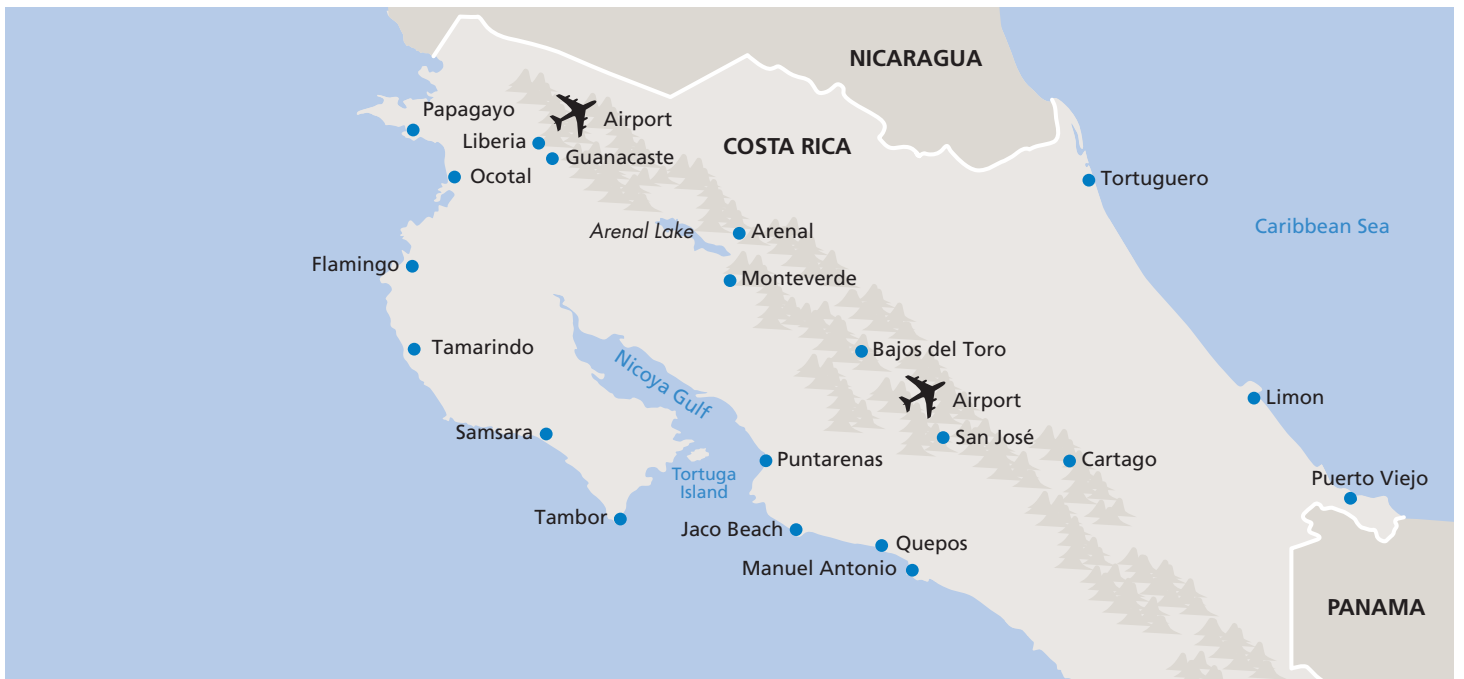 NICARAGUA
Papagayo
Airport
Liberia
COSTA RICA
Guanacaste
Ocotal
Tortuguero
Caribbean Sea
Arenal Lake
Arenal
Flamingo
Monteverde
Tamarindo
Bajos del Toro
Nicoya Gulf
Airport
Limon
Samsara
San José
Puntarenas
Cartago
Tortuga
Island
Puerto Viejo
Tambor
Jaco Beach
Quepos
Manuel Antonio
PANAMA